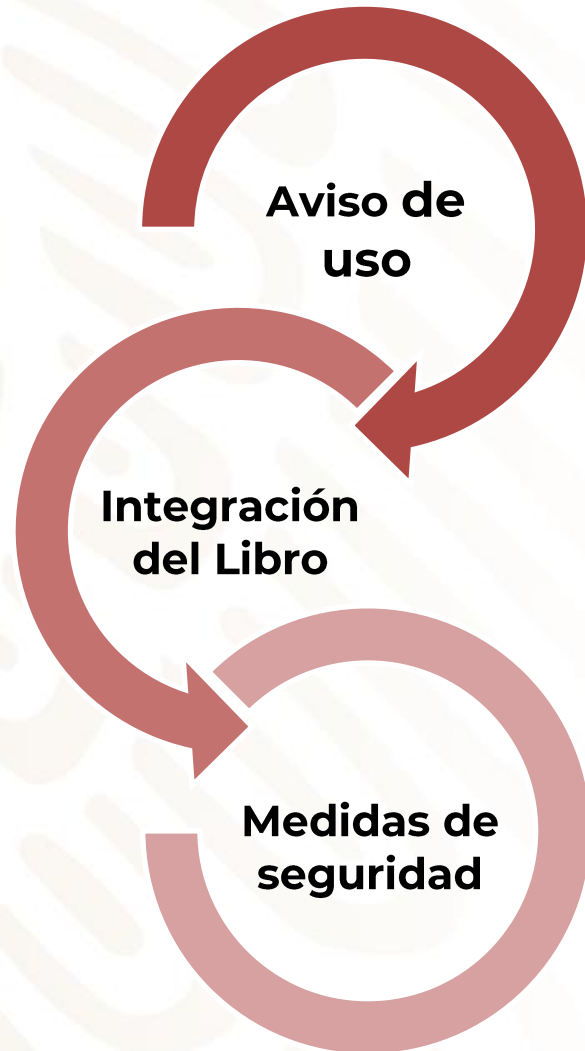 Aviso de
uso
Integración
del Libro
Medidas de
seguridad